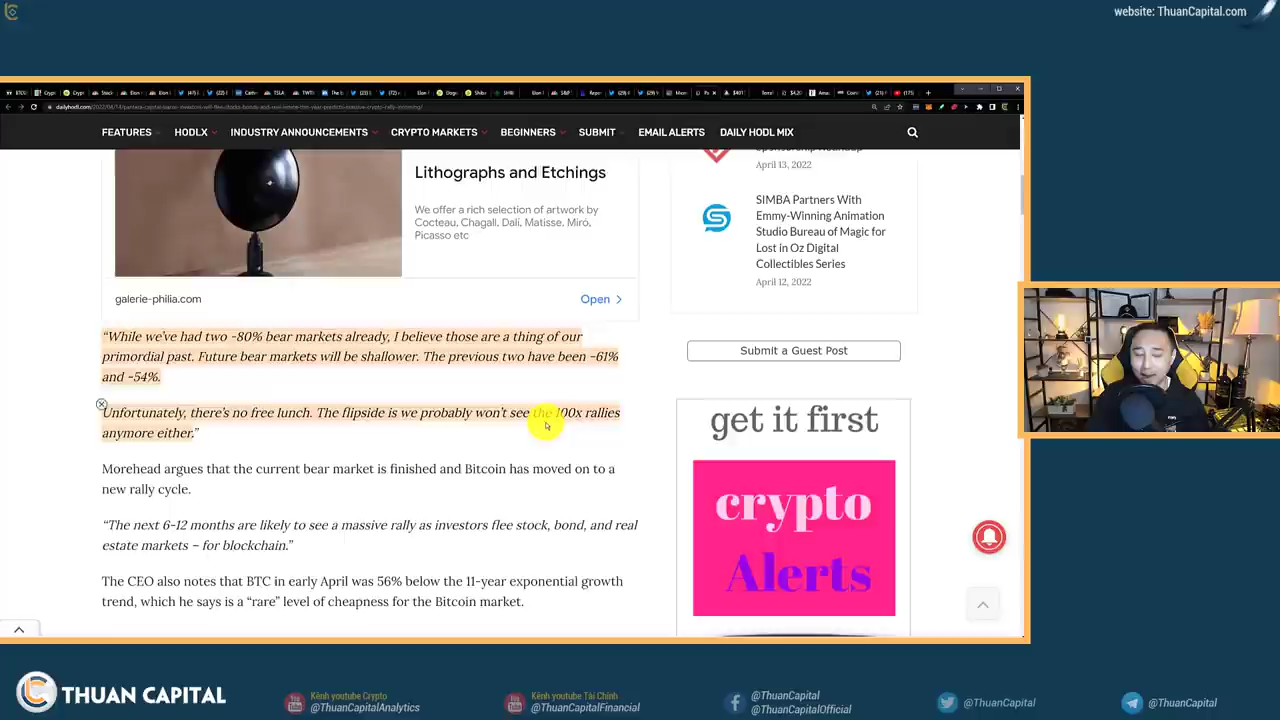 website: ThuanCapital.com
FEATURES HODLX INDUSTRY ANNOUNCEMENTS CRYPTO MARKETS BEGINNERS SUBMIT EMAIL ALERTS DAILY HODL MIX
Lithographs and Etchings
We offer a rich selection of artwork by
Cocteau, Chagall, Dalí, Matisse, Miró,
Picasso etc
galerie-philia.com
Open
April 13, 2022
SIMBA Partners With
Emmy-Winning Animation
Studio Bureau of Magic for
Lost in Oz Digital
Collectibles Series
April 12, 2022
“While we’ve had two -80% bear markets already, I believe those are a thing of our
primordial past. Future bear markets will be shallower. The previous two have been -61%
and -54%.
Unfortunately, there’s no free lunch. The flipside is we probably won’t see the 100x rallies
anymore either.”
Morehead argues that the current bear market is finished and Bitcoin has moved on to a
new rally cycle.
“The next 6-12 months are likely to see a massive rally as investors flee stock, bond, and real
estate markets – for blockchain.”
The CEO also notes that BTC in early April was 56% below the 11-year exponential growth
trend, which he says is a “rare” level of cheapness for the Bitcoin market.
Submit a Guest Post
get it first
crypto
Alerts
THUAN CAPITAL
Kênh youtube Crypto
@ThuanCapitalAnalytics
Kênh youtube Tài Chính
@ThuanCapitalFinancial
@ThuanCapital
@ThuanCapitalOfficial
@ThuanCapital
@ThuanCapital